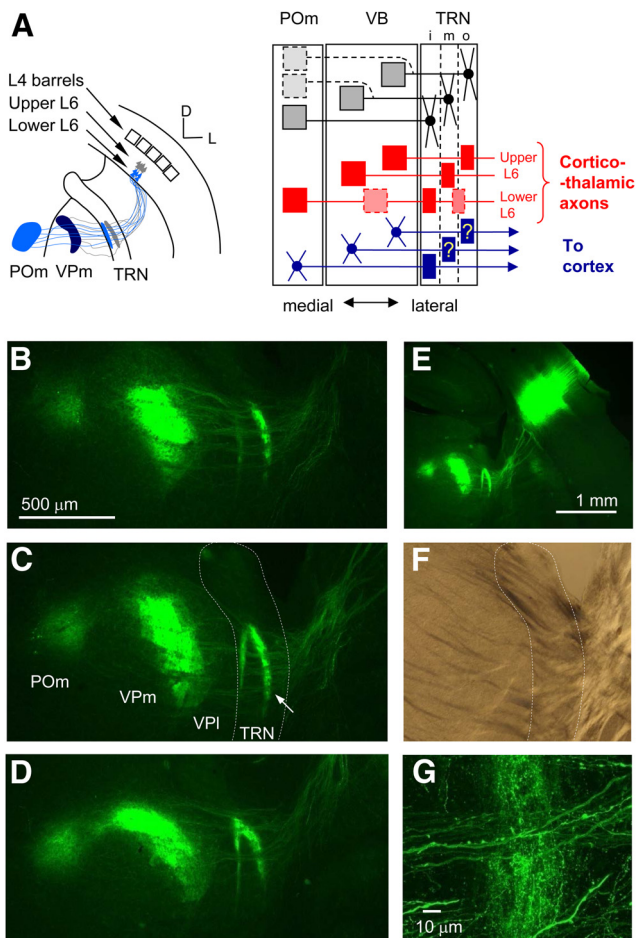 A
POm VB TRN
i m o
L4 barrels
Upper L6
Lower L6
D
L
Upper
L6
Lower
L6
Cortico-
-thalamic
axons
? ?
To
cortex
POm VPm TRN
medial lateral
B
500 μm
E
1 mm
C
POm
VPm
VPl
TRN
F
D
G
10 μm